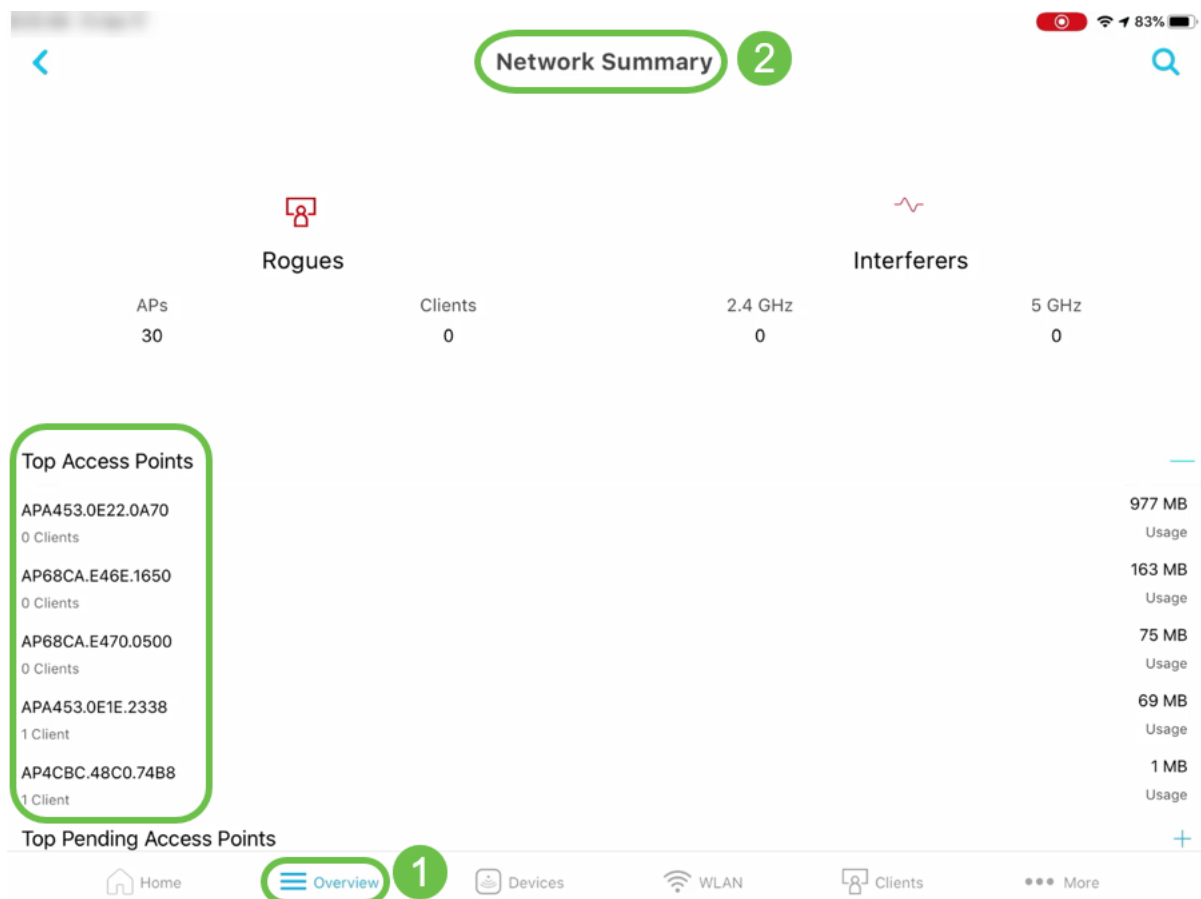 83%
Network Summary 2
Rogues Interferers
APs Clients 2.4 GHz 5 GHz
30 0 0 0
Top Access Points
APA453.0E22.0A70 977 MB
0 Clients Usage
AP68CA.E46E.1650 163 MB
0 Clients Usage
AP68CA.E470.0500 75 MB
0 Clients Usage
APA453.0E1E.2338 69 MB
1 Client Usage
AP4CBC.48C0.74B8 1 MB
1 Client Usage
Top Pending Access Points
Home Overview 1 Devices WLAN Clients More